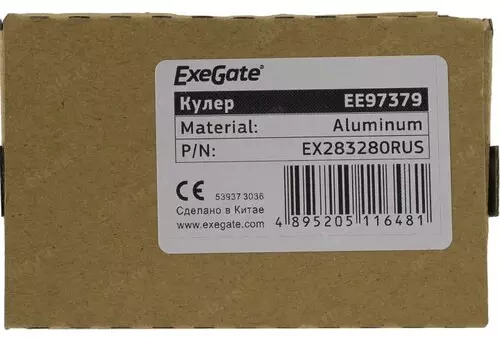 ExeGate®
Кулер EE97379
Material: Aluminum
P/N: EX283280RUS
CE 53937 3036
Сделано в Китае
www.exegate.com
4 895205 116481